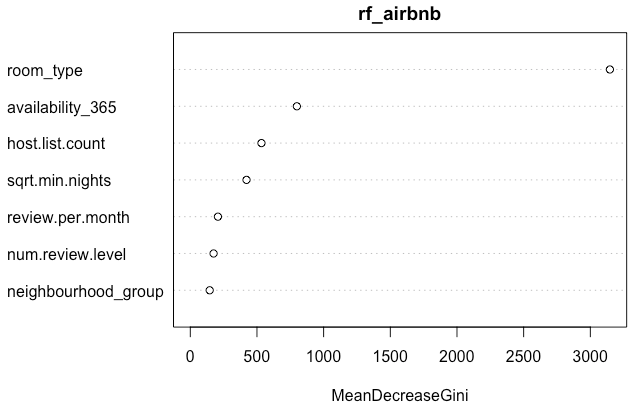 rf_airbnb
room_type
availability_365
host.list.count
sqrt.min.nights
review.per.month
num.review.level
neighbourhood_group
0 500 1000 1500 2000 2500 3000
MeanDecreaseGini